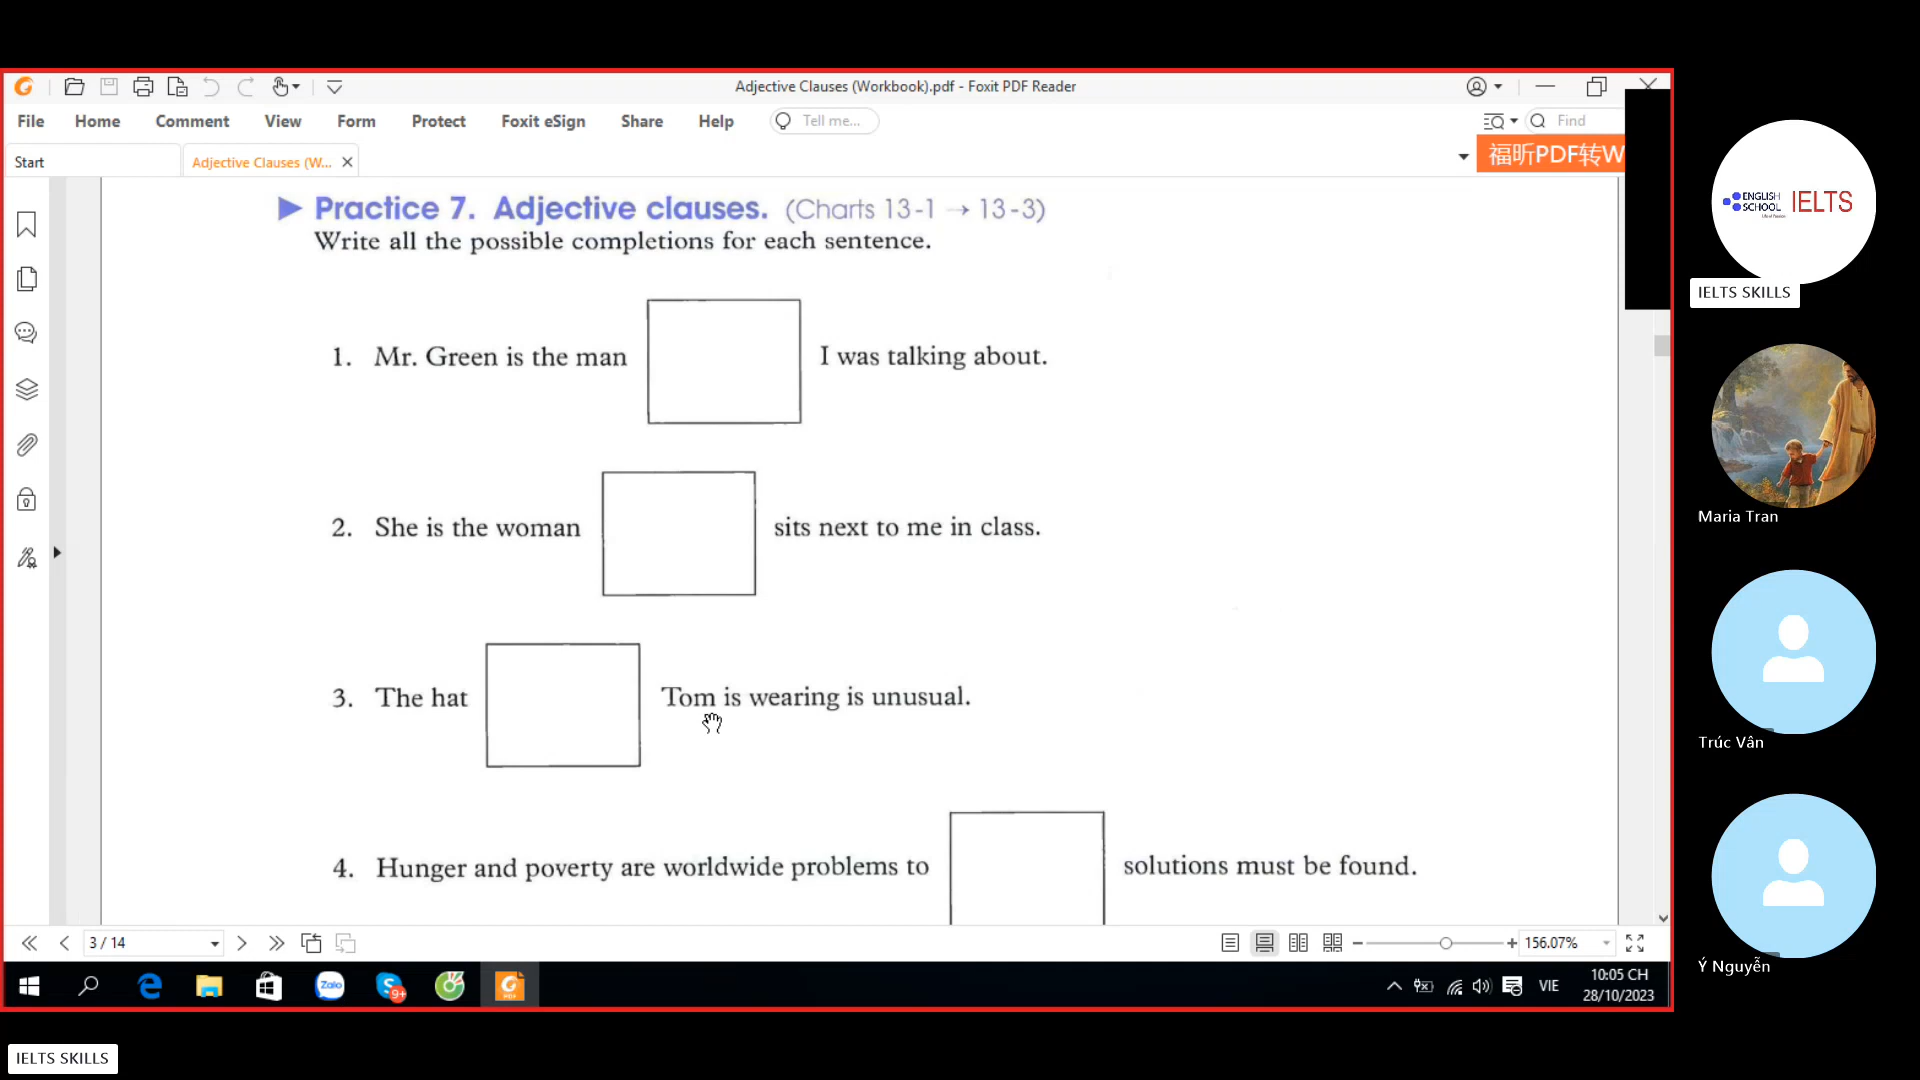 Adjective Clauses (Workbook).pdf - Foxit PDF Reader
File Home Comment View Form Protect Foxit eSign Share Help Tell me... Find
Start Adjective Clauses (W... 福昕PDF转W
Practice 7. Adjective clauses. (Charts 13-1 → 13-3)
Write all the possible completions for each sentence.
1. Mr. Green is the man I was talking about.
2. She is the woman sits next to me in class.
3. The hat Tom is wearing is unusual.
4. Hunger and poverty are worldwide problems to solutions must be found.
3 / 14 156.07%
Zalo 9+ VIE 10:05 CH
28/10/2023
IELTS SKILLS
ENGLISH SCHOOL IELTS
IELTS SKILLS
Maria Tran
Trúc Vân
Ý Nguyễn